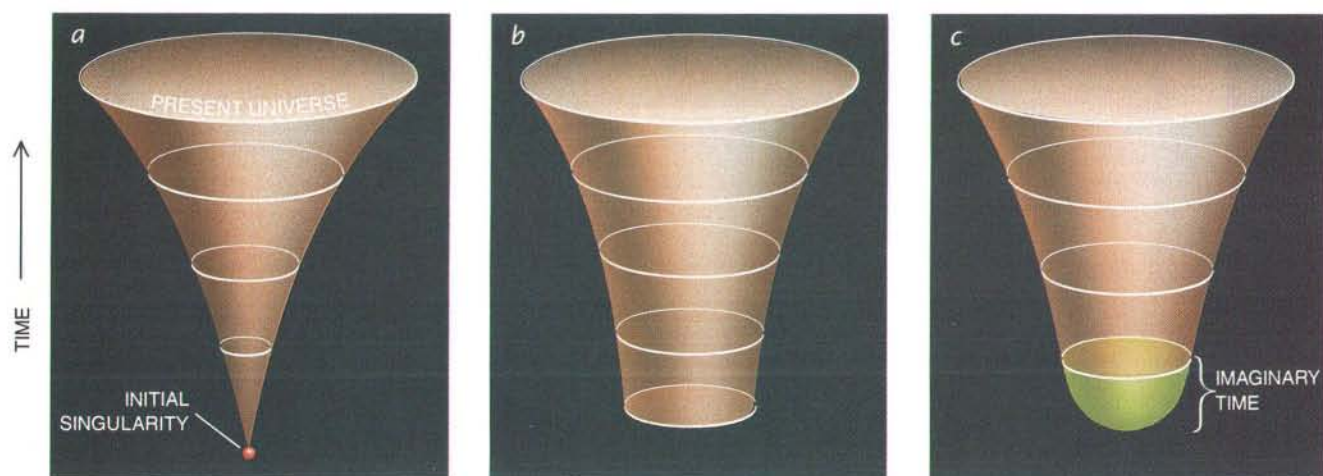 a
PRESENT UNIVERSE
TIME
INITIAL
SINGULARITY
b
c
IMAGINARY
TIME